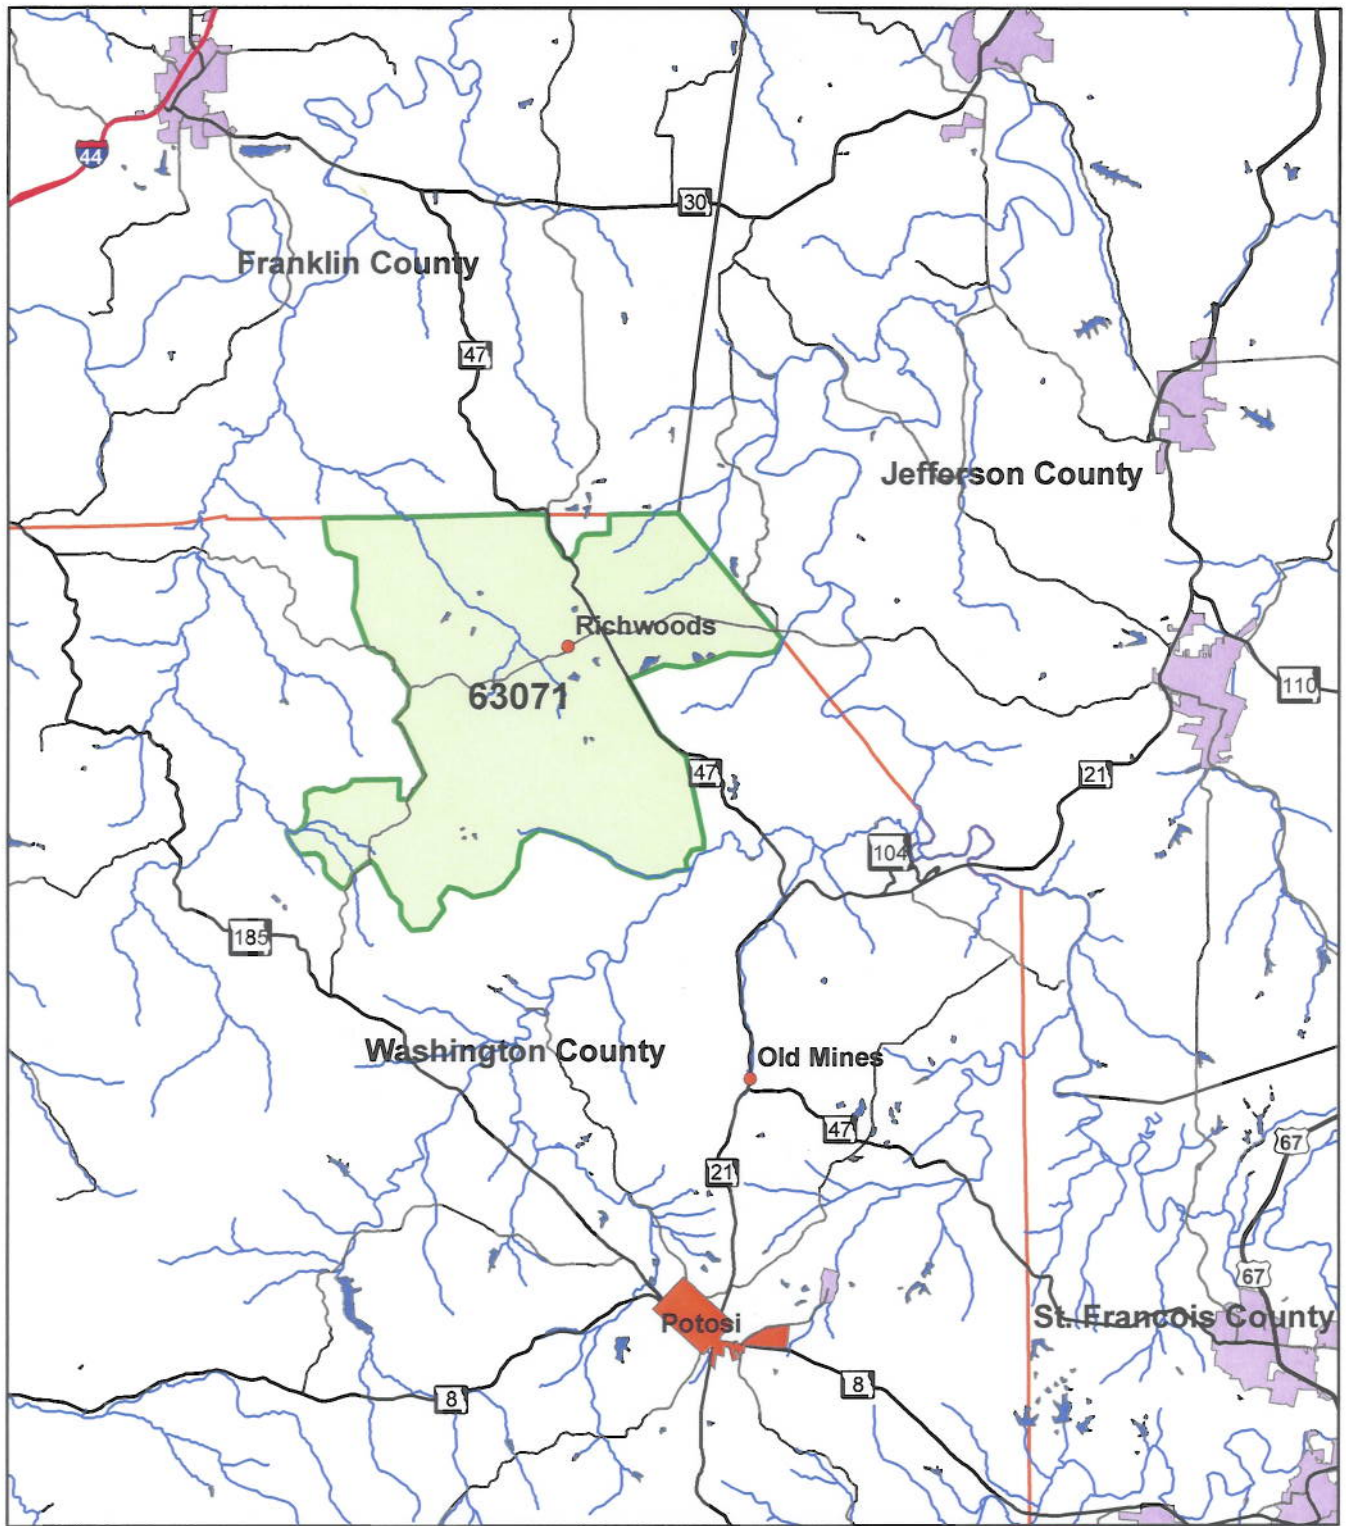 44
30
Franklin County
47
Jefferson County
Richwoods
63071
110
47
21
104
185
Washington County
Old Mines
47
67
21
67
St. Francois County
Potosi
8
8